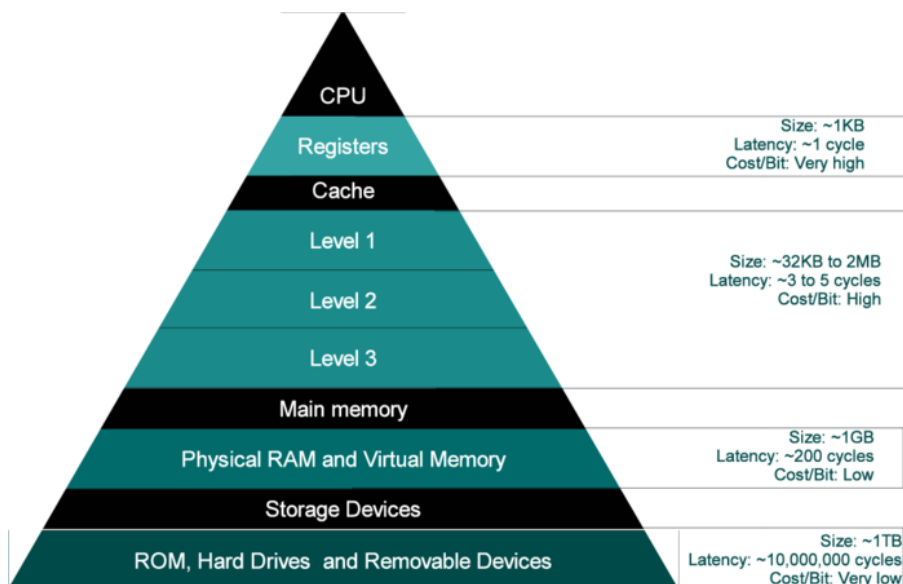 CPU
Registers
Size: ~1KB
Latency: ~1 cycle
Cost/Bit: Very high
Cache
Level 1
Level 2
Level 3
Size: ~32KB to 2MB
Latency: ~3 to 5 cycles
Cost/Bit: High
Main memory
Physical RAM and Virtual Memory
Size: ~1GB
Latency: ~200 cycles
Cost/Bit: Low
Storage Devices
ROM, Hard Drives and Removable Devices
Size: ~1TB
Latency: ~10,000,000 cycles
Cost/Bit: Very low